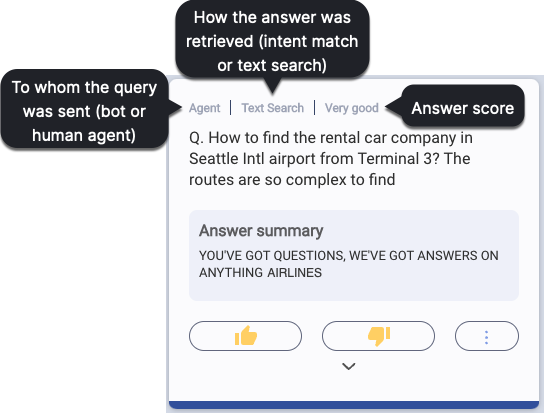 How the answer was
retrieved (intent match
or text search)
To whom the query
was sent (bot or
human agent)
Agent | Text Search | Very good
Answer score
Q. How to find the rental car company in
Seattle Intl airport from Terminal 3? The
routes are so complex to find
Answer summary
YOU'VE GOT QUESTIONS, WE'VE GOT ANSWERS ON
ANYTHING AIRLINES